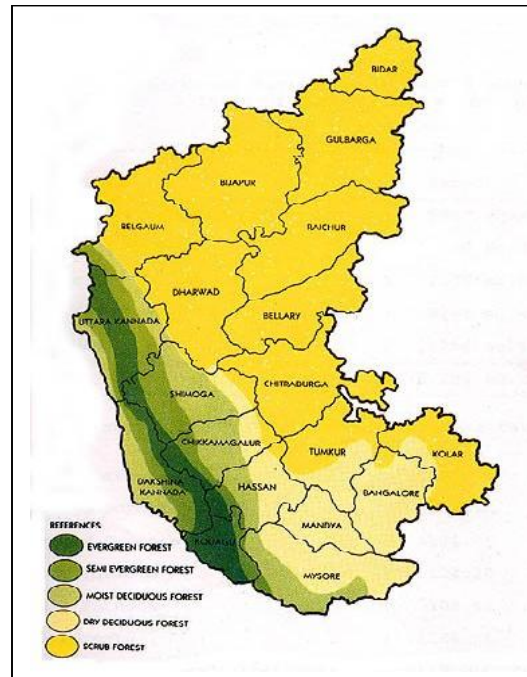 BIDAR
GULBARGA
BIJAPUR
BELGAUM
RAICHUR
DHARWAD
UTTARA KANNADA
BELLARY
SHIMOGA
CHITRADURGA
CHIKKAMAGALUR
TUMKUR
KOLAR
DAKSHINA
KANNADA
HASSAN
BANGALORE
MANDYA
KODAGU
MYSORE
REFERENCES
EVERGREEN FOREST
SEMI EVERGREEN FOREST
MOIST DECIDUOUS FOREST
DRY DECIDUOUS FOREST
SCRUB FOREST